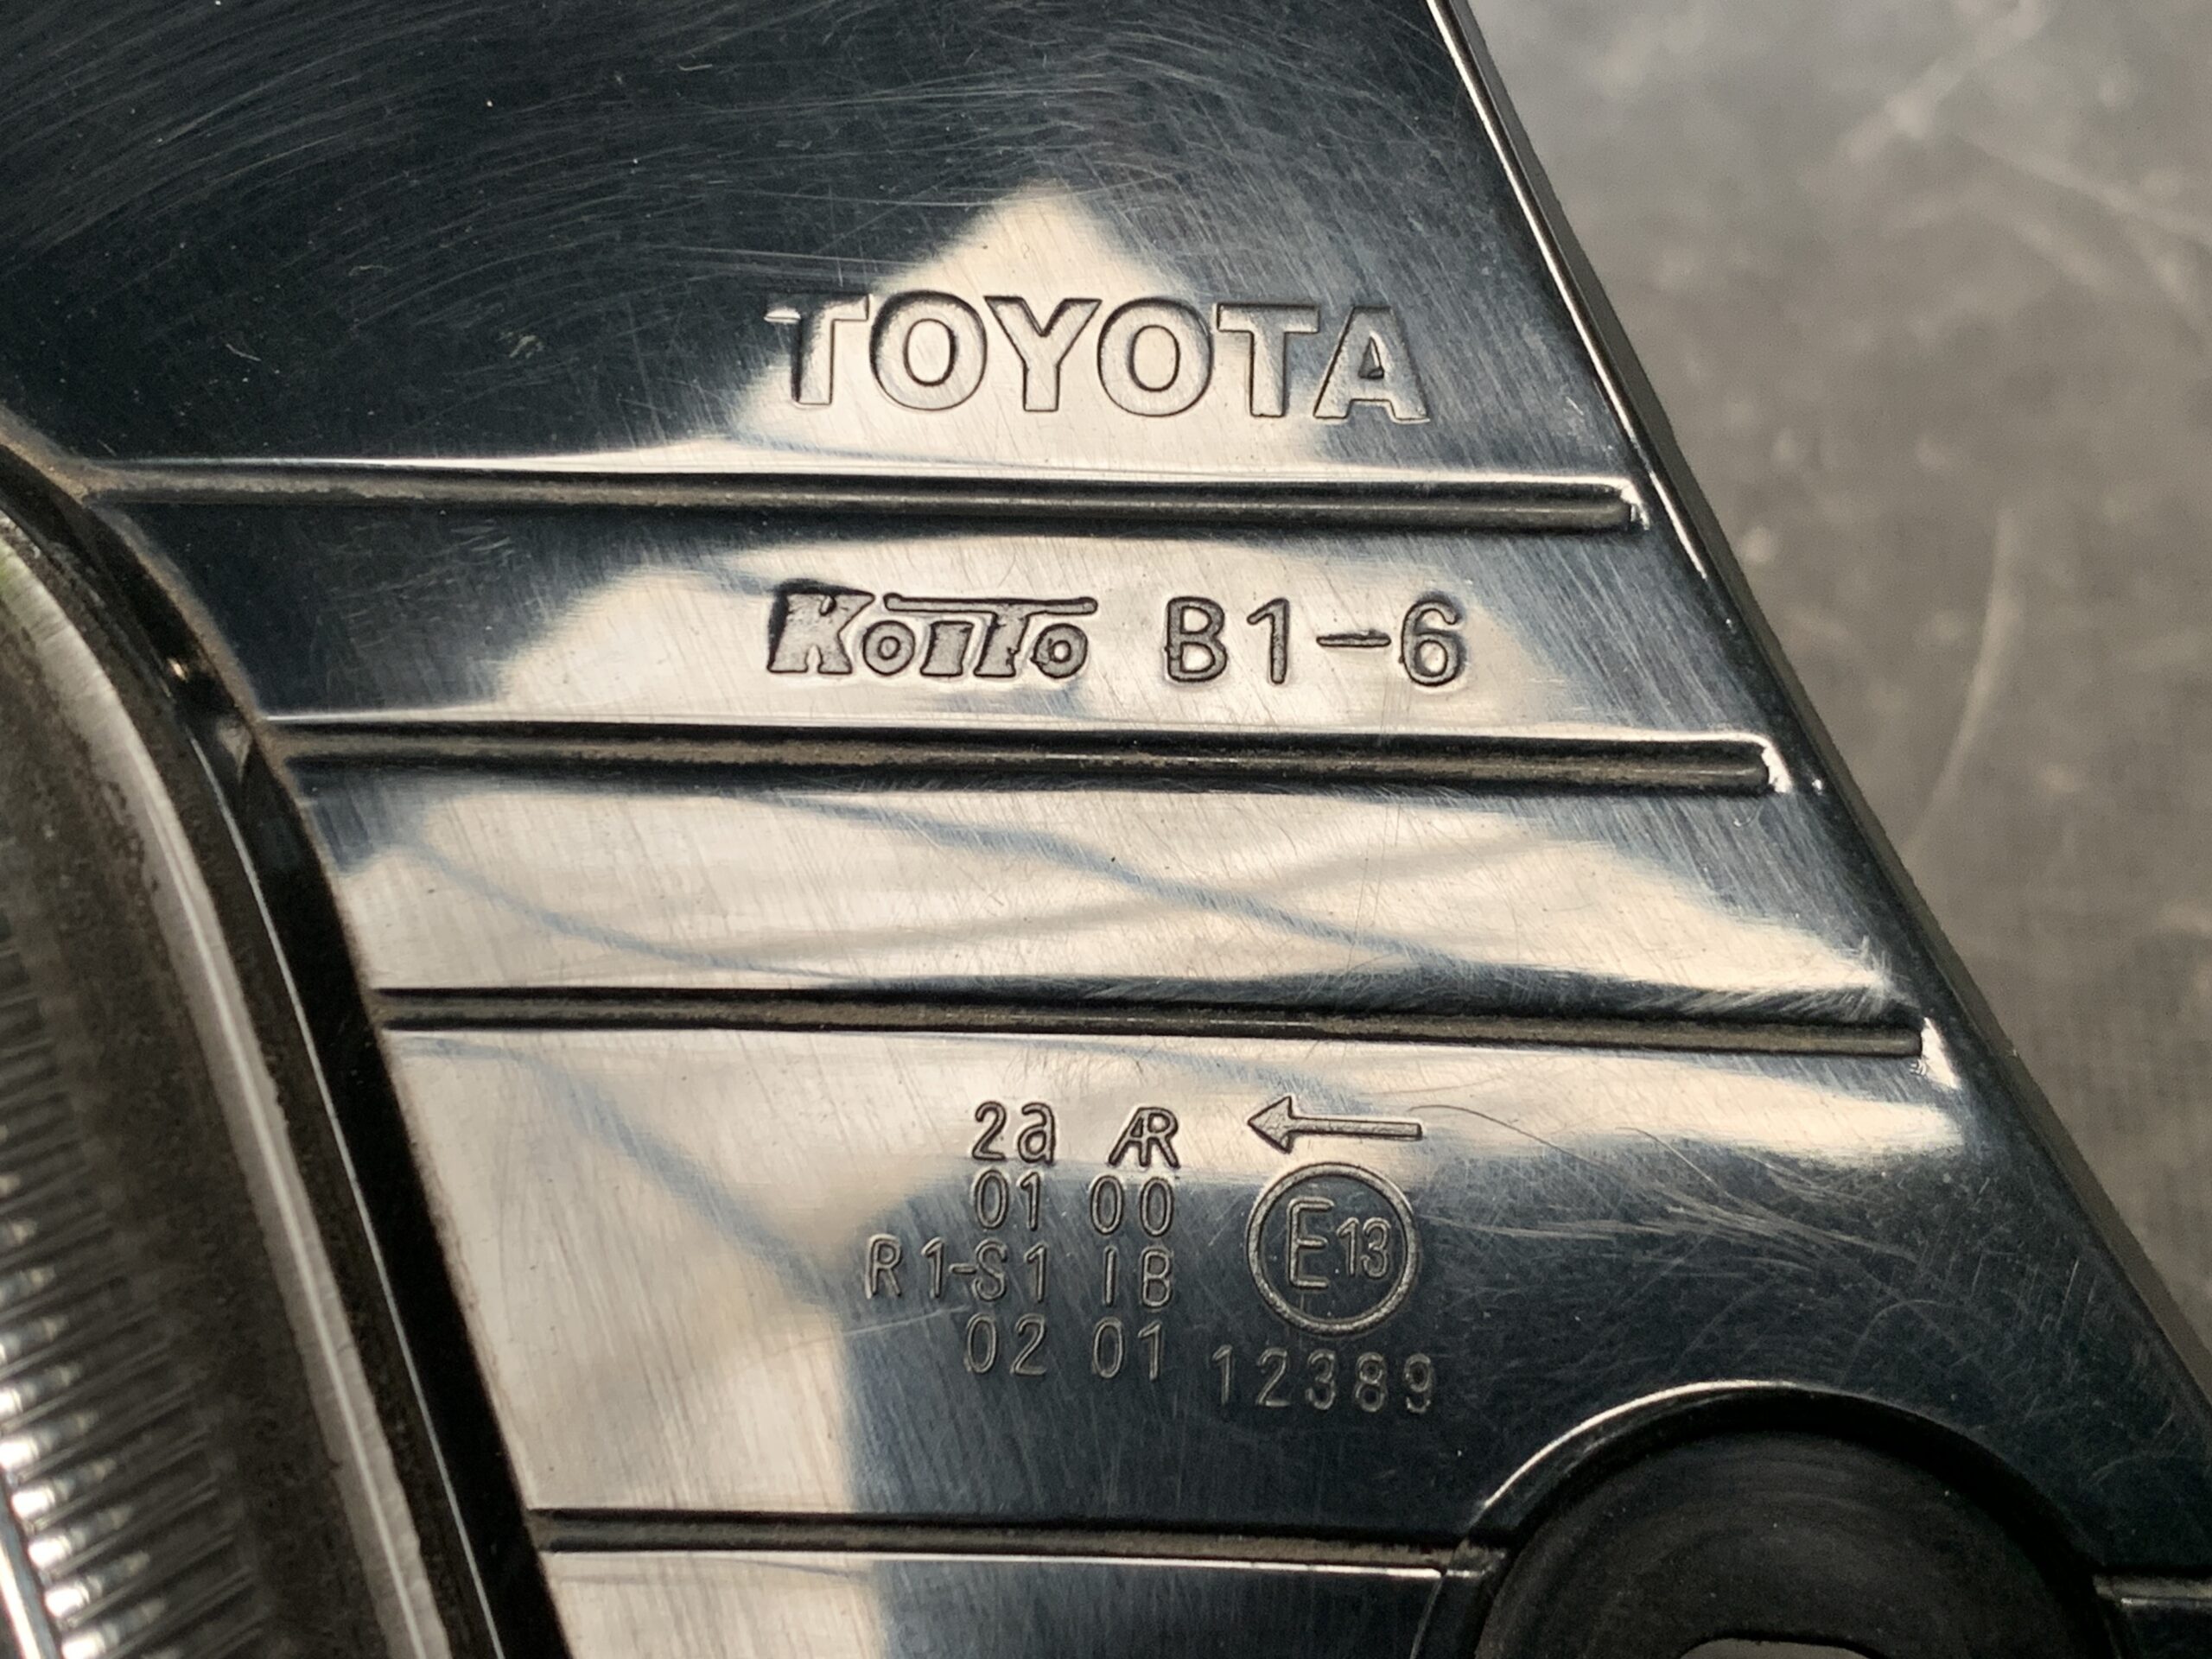 TOYOTA
KOITO B1-6
2a AR ←
01 00
R1-S1 IB E13
02 01 12389